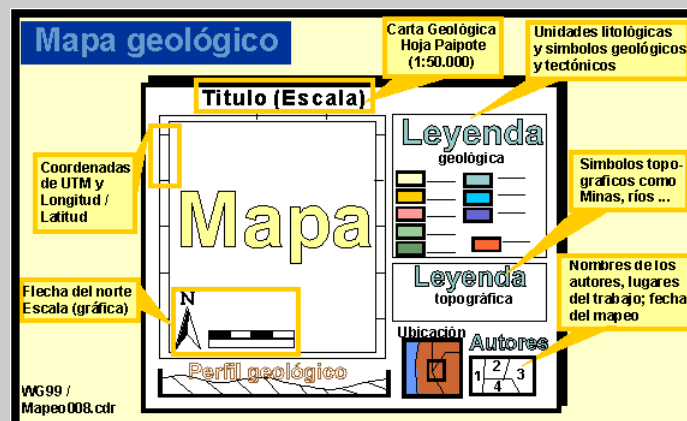 Mapa geológico
Carta Geológica
Hoja Paipote
(1:50.000)
Unidades litológicas
y simbolos geológicos
y tectónicos
Titulo (Escala)
Coordenadas
de UTM y
Longitud /
Latitud
Mapa
Leyenda
geológica
Simbolos topo-
graficos como
Minas, ríos ...
Leyenda
topográfica
Flecha del norte
Escala (gráfica)
N
Nombres de los
autores, lugares
del trabajo; fecha
del mapeo
Ubicación
Autores
1 2 3
4
Perfil geológico
WG99 /
Mapeo008.cdr